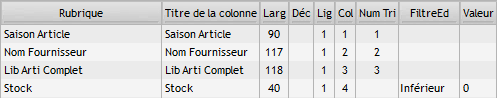 Rubrique Titre de la colonne Larg Déc Lig Col Num Tri FiltreEd Valeur
Saison Article Saison Article 90 1 1 1
Nom Fournisseur Nom Fournisseur 117 1 2 2
Lib Arti Complet Lib Arti Complet 118 1 3 3
Stock Stock 40 1 4 Inférieur 0